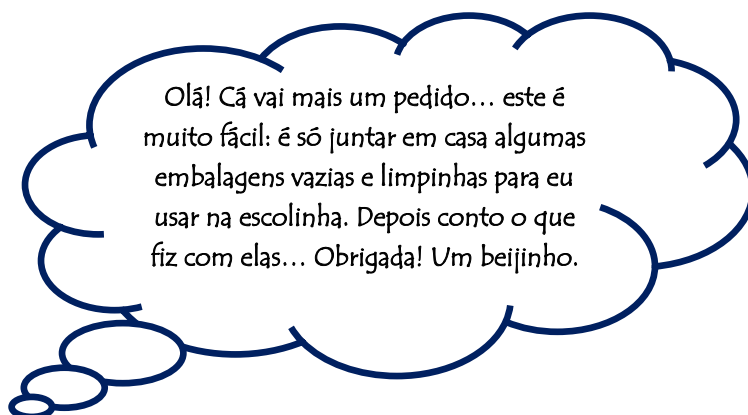 Olá! Cá vai mais um pedido… este é
muito fácil: é só juntar em casa algumas
embalagens vazias e limpinhas para eu
usar na escolinha. Depois conto o que
fiz com elas… Obrigada! Um beijinho.